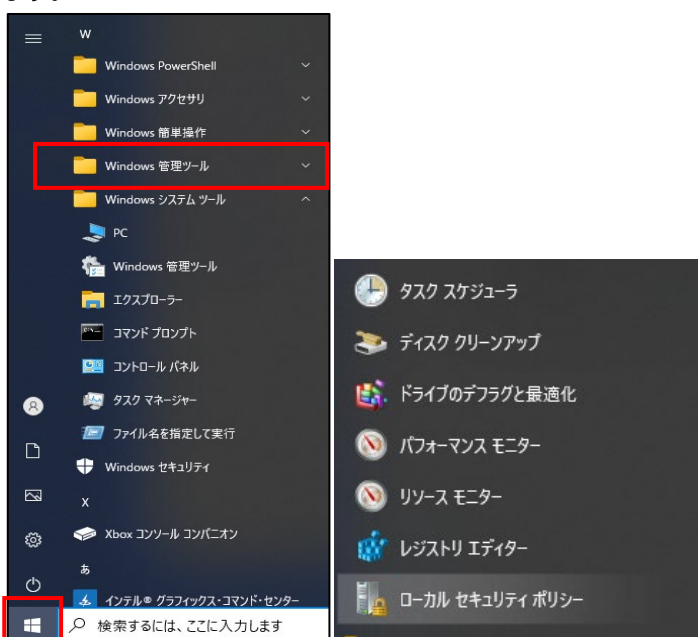 W
Windows PowerShell
Windows アクセサリ
Windows 簡単操作
Windows 管理ツール
Windows システム ツール
PC
Windows 管理ツール
エクスプローラー
コマンド プロンプト
コントロール パネル
タスク マネージャー
ファイル名を指定して実行
Windows セキュリティ
X
Xbox コンソール コンパニオン
あ
インテル® グラフィックス・コマンド・センター
検索するには、ここに入力します
タスク スケジューラ
ディスク クリーンアップ
ドライブのデフラグと最適化
パフォーマンス モニター
リソース モニター
レジストリ エディター
ローカル セキュリティ ポリシー